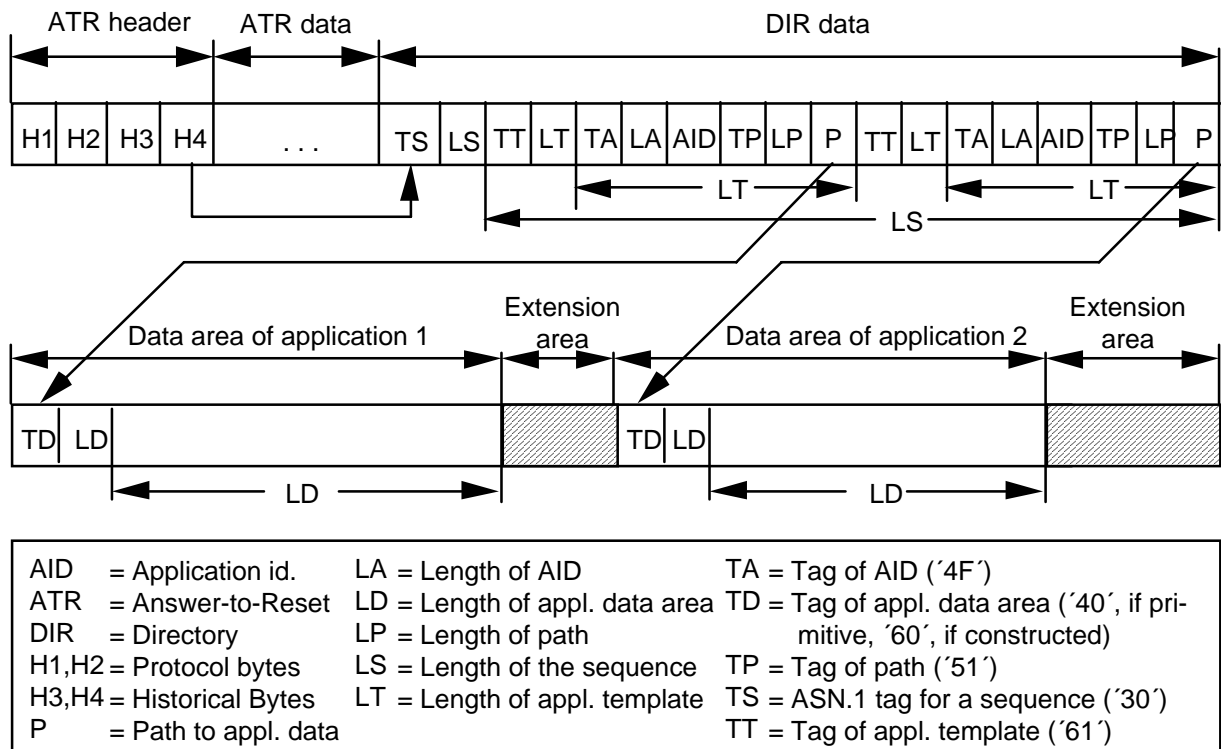 ATR header ATR data DIR data
H1 H2 H3 H4 . . . TS LS TT LT TA LA AID TP LP P TT LT TA LA AID TP LP P
LT LT
LS
Data area of application 1 Extension area Data area of application 2 Extension area
TD LD TD LD
LD LD
AID = Application id. LA = Length of AID TA = Tag of AID (´4F´)
ATR = Answer-to-Reset LD = Length of appl. data area TD = Tag of appl. data area (´40´, if pri-
DIR = Directory LP = Length of path mitive, ´60´, if constructed)
H1,H2 = Protocol bytes LS = Length of the sequence TP = Tag of path (´51´)
H3,H4 = Historical Bytes LT = Length of appl. template TS = ASN.1 tag for a sequence (´30´)
P = Path to appl. data TT = Tag of appl. template (´61´)